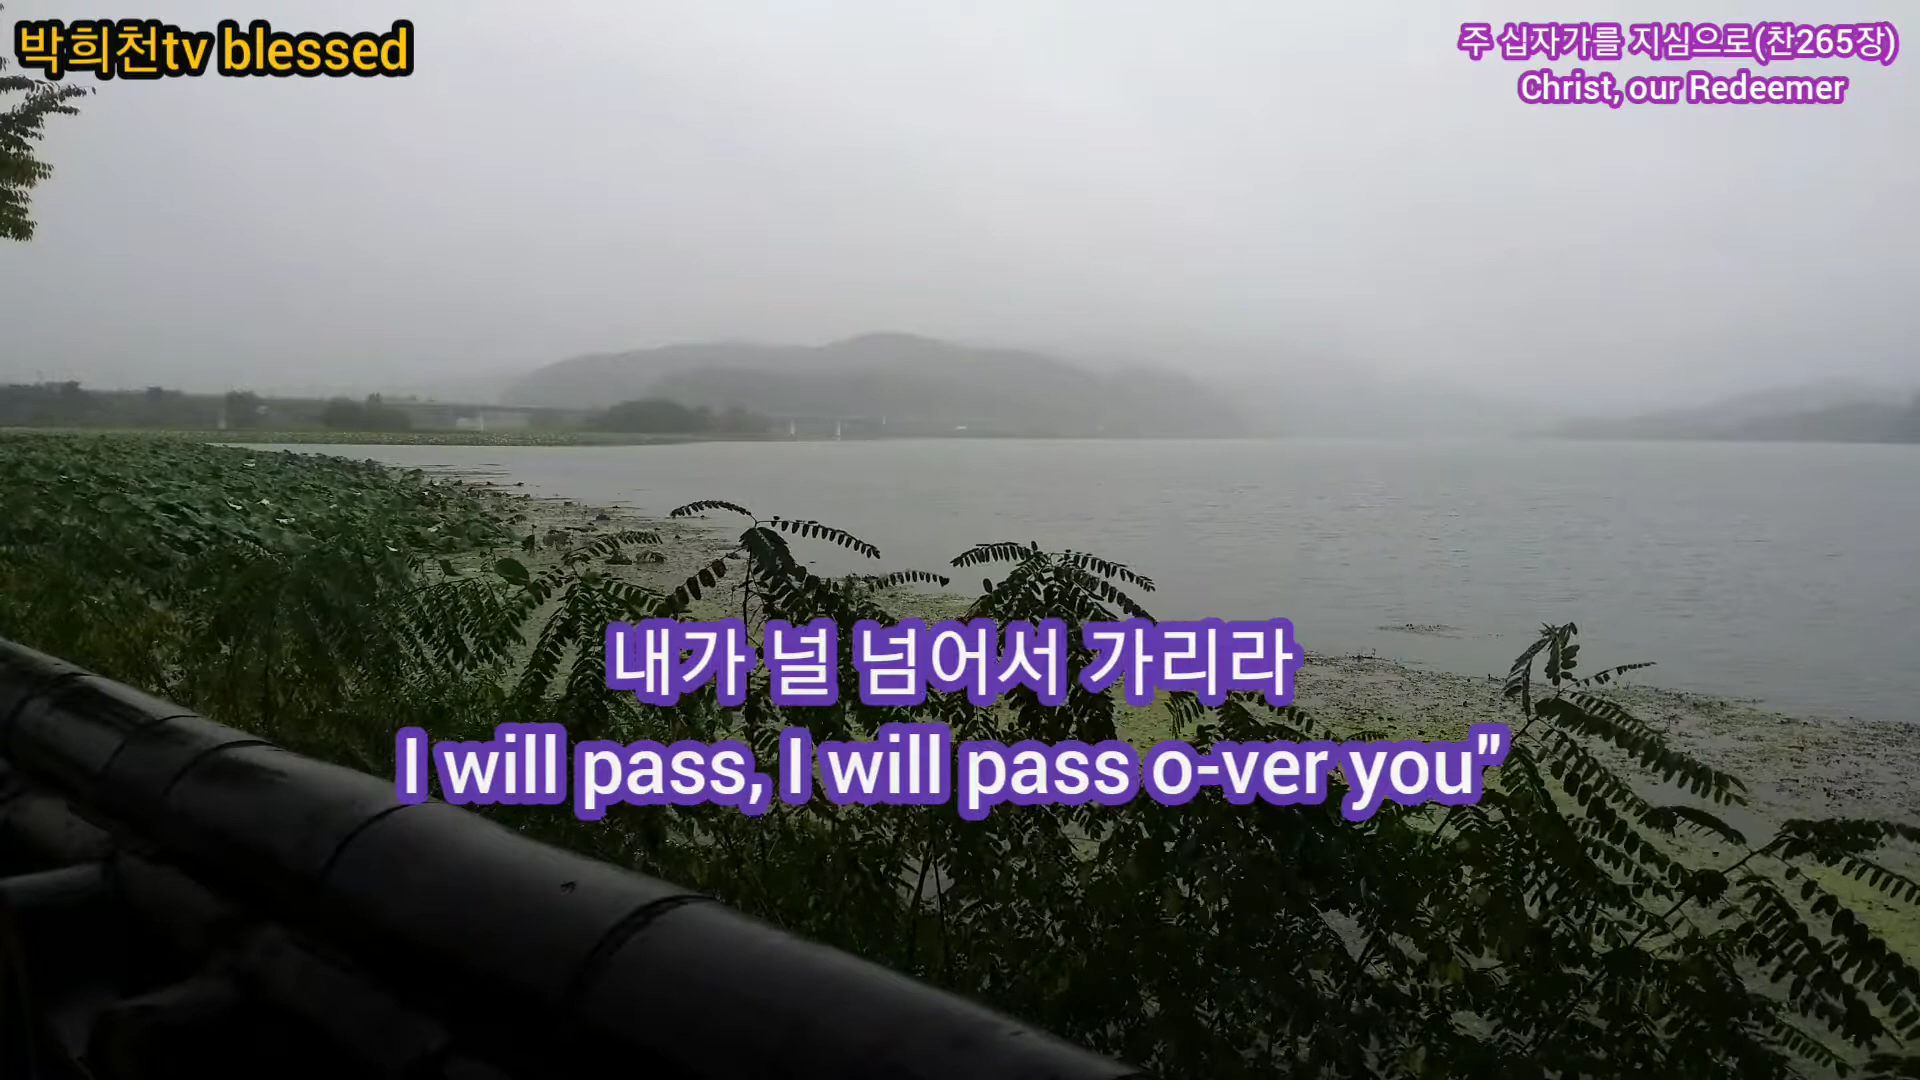 박희천tv blessed
주 십자가를 지심으로(찬265장)
Christ, our Redeemer
내가 널 넘어서 가리라
I will pass, I will pass o-ver you"